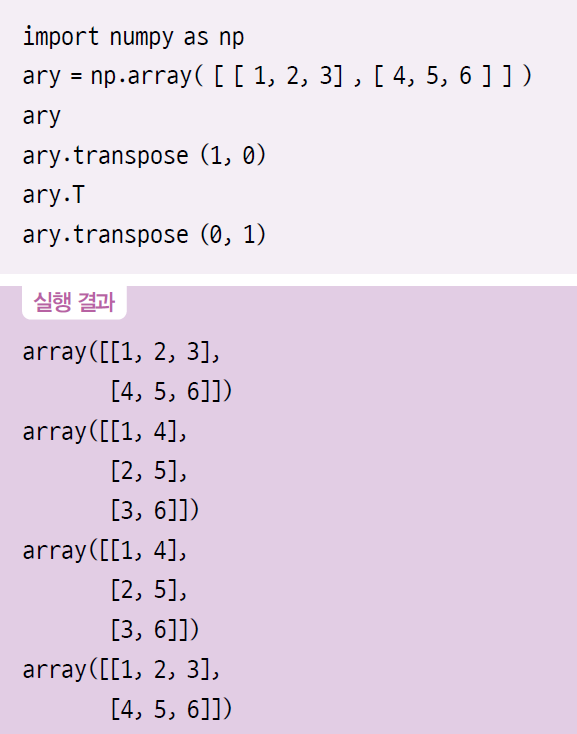 import numpy as np
ary = np.array( [ [ 1, 2, 3] , [ 4, 5, 6 ] ] )
ary
ary.transpose (1, 0)
ary.T
ary.transpose (0, 1)
실행 결과
array([[1, 2, 3],
[4, 5, 6]])
array([[1, 4],
[2, 5],
[3, 6]])
array([[1, 4],
[2, 5],
[3, 6]])
array([[1, 2, 3],
[4, 5, 6]])